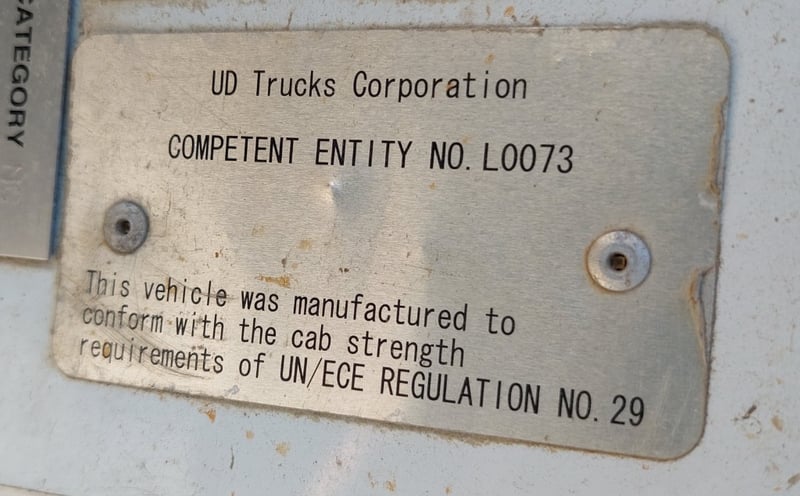 CATEGORY
UD Trucks Corporation
COMPETENT ENTITY NO. L0073
This vehicle was manufactured to
conform with the cab strength
requirements of UN/ECE REGULATION NO. 29